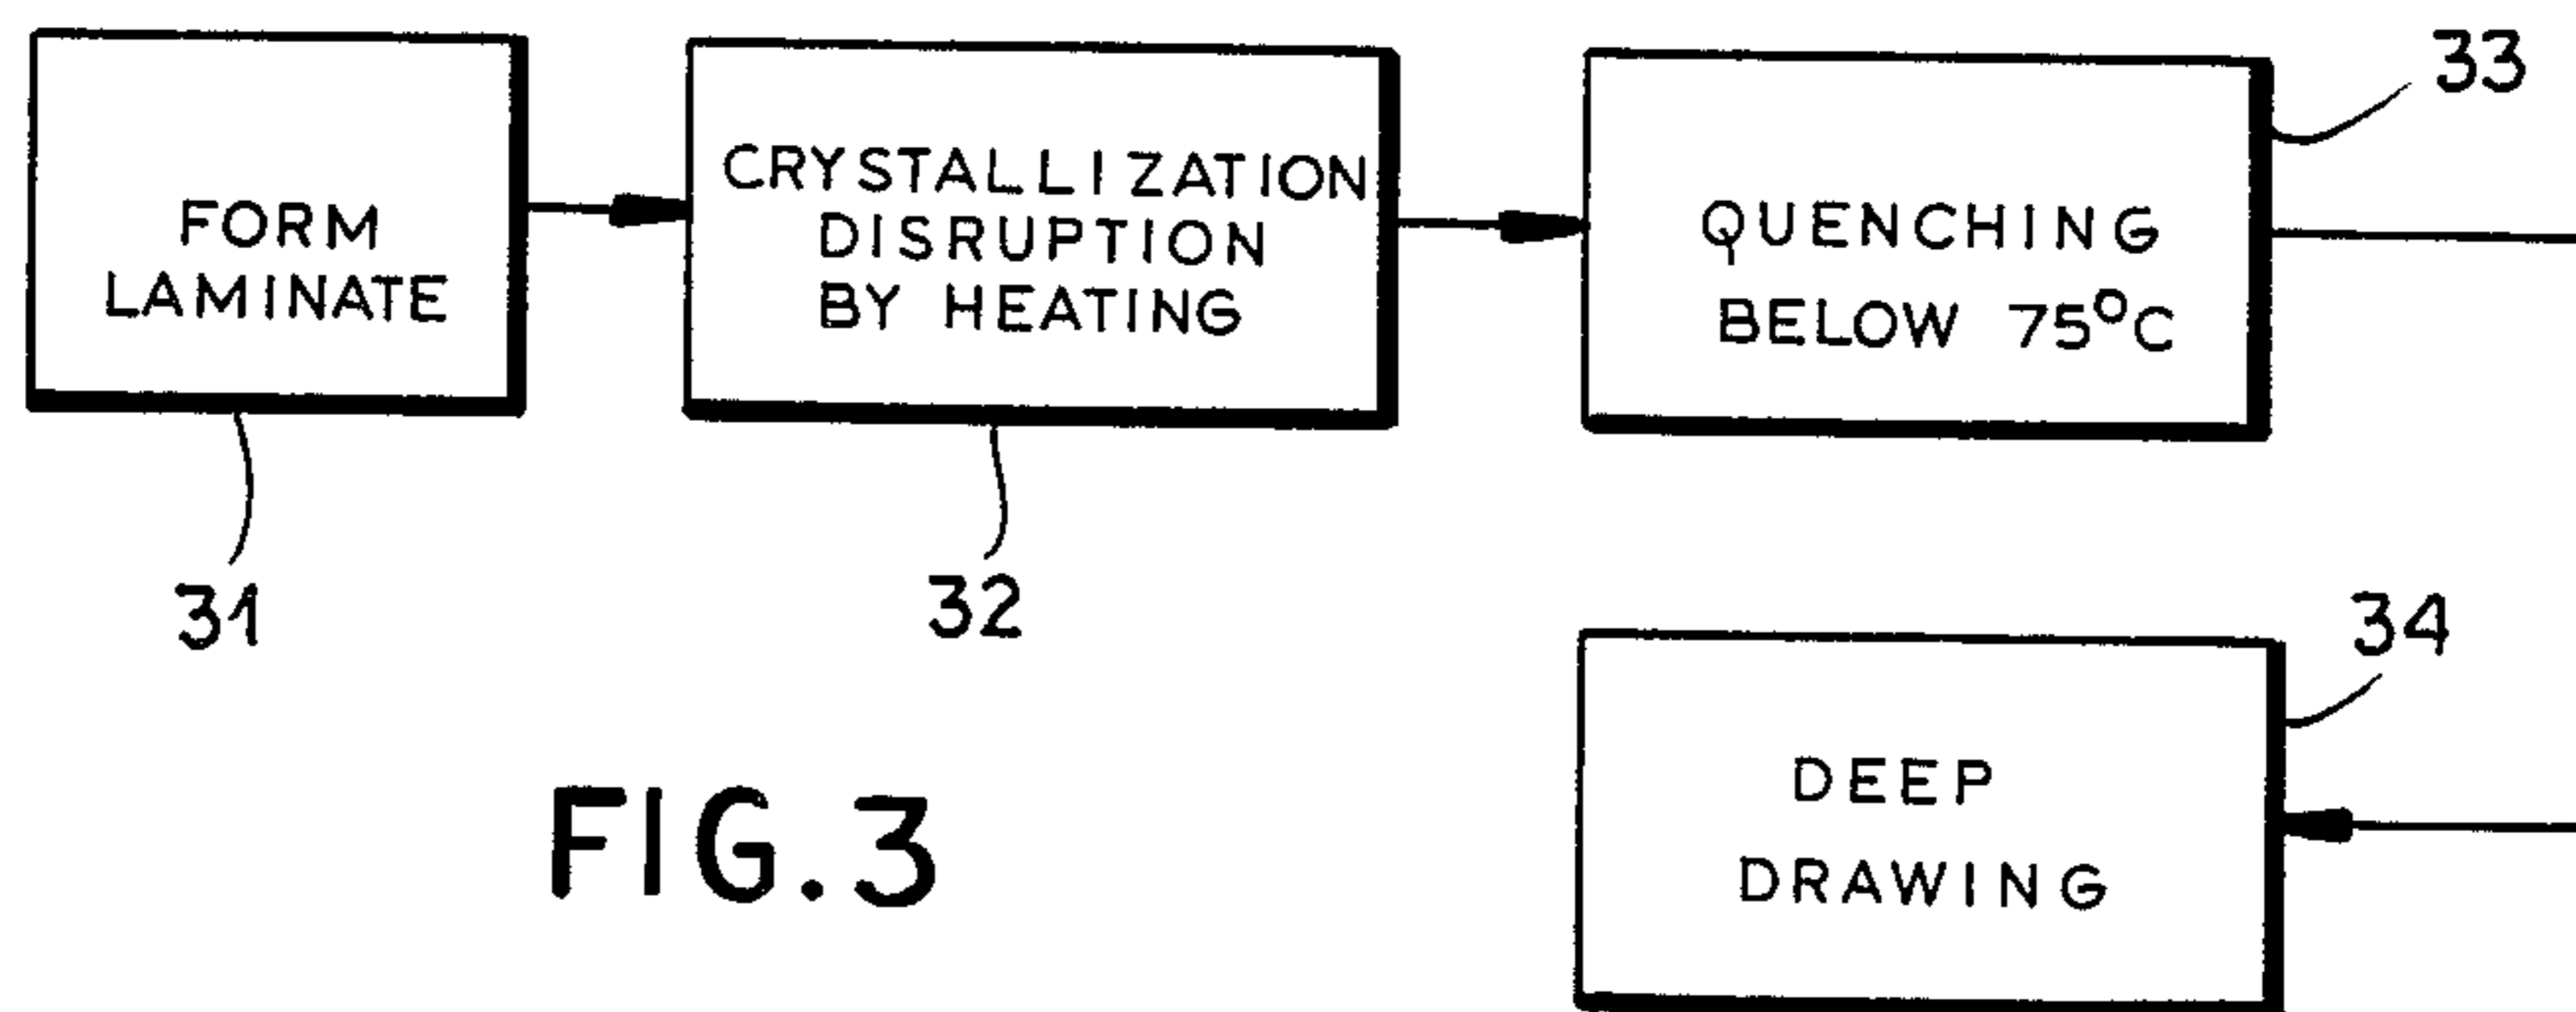 FORM
LAMINATE
31
CRYSTALLIZATION
DISRUPTION
BY HEATING
32
QUENCHING
BELOW 75°C
33
DEEP
DRAWING
34
FIG.3